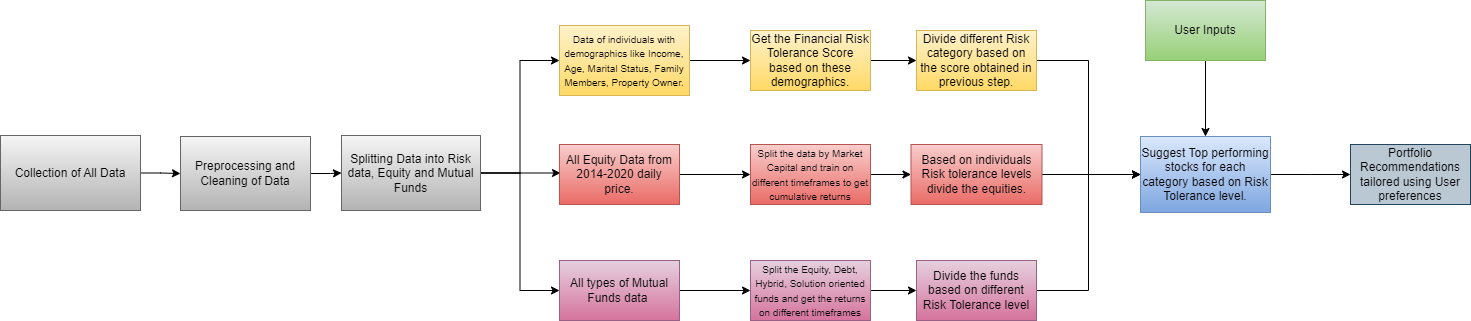 Collection of All Data
Preprocessing and
Cleaning of Data
Splitting Data into Risk
data, Equity and Mutual
Funds
Data of individuals with
demographics like Income,
Age, Marital Status, Family
Members, Property Owner.
Get the Financial Risk
Tolerance Score
based on these
demographics.
Divide different Risk
category based on
the score obtained in
previous step.
All Equity Data from
2014-2020 daily
price.
Split the data by Market
Capital and train on
different timeframes to get
cumulative returns
Based on individuals
Risk tolerance levels
divide the equities.
All types of Mutual
Funds data
Split the Equity, Debt,
Hybrid, Solution oriented
funds and get the returns
on different timeframes
Divide the funds
based on different
Risk Tolerance level
User Inputs
Suggest Top performing
stocks for each
category based on Risk
Tolerance level.
Portfolio
Recommendations
tailored using User
preferences